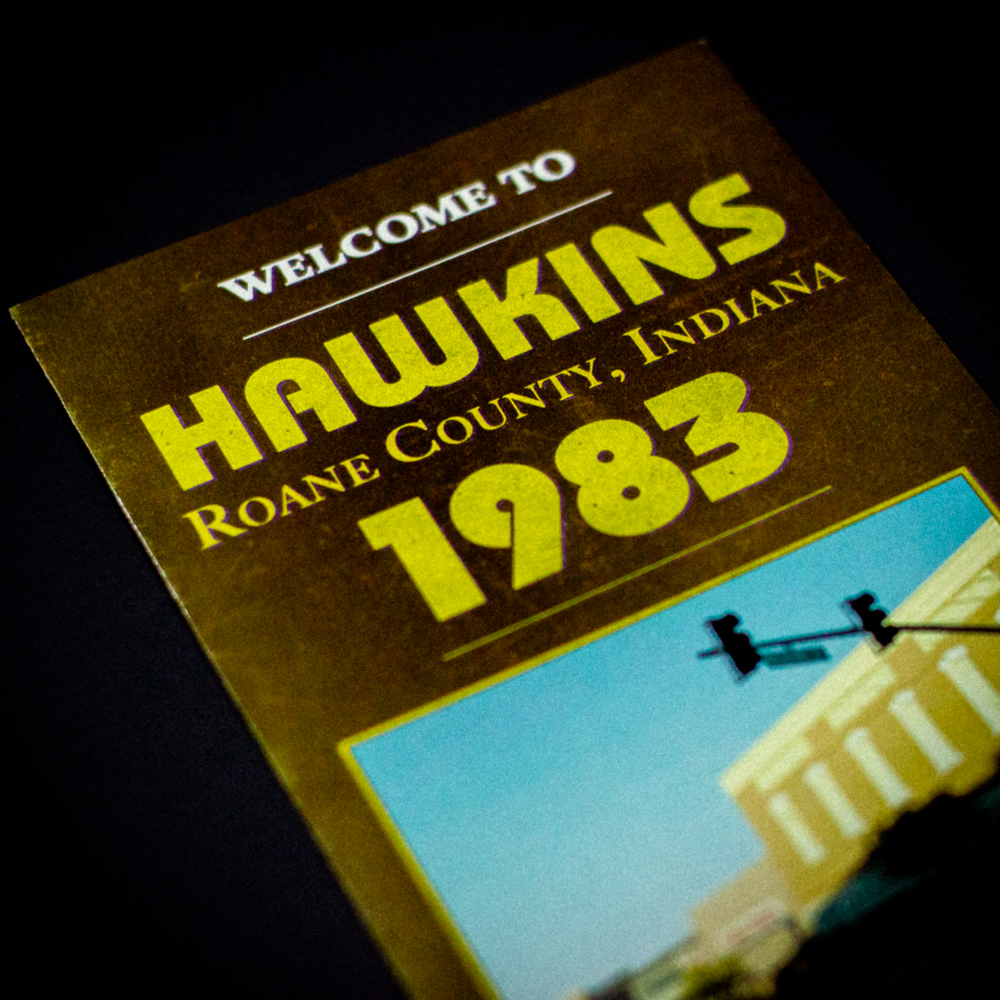 WELCOME TO
HAWKINS
ROANE COUNTY, INDIANA
1983